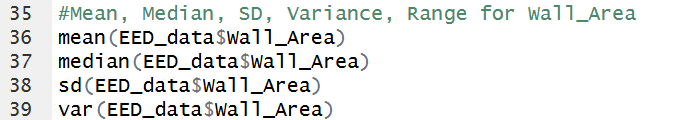 35 #Mean, Median, SD, Variance, Range for Wall_Area
36 mean(EED_data$Wall_Area)
37 median(EED_data$Wall_Area)
38 sd(EED_data$Wall_Area)
39 var(EED_data$Wall_Area)